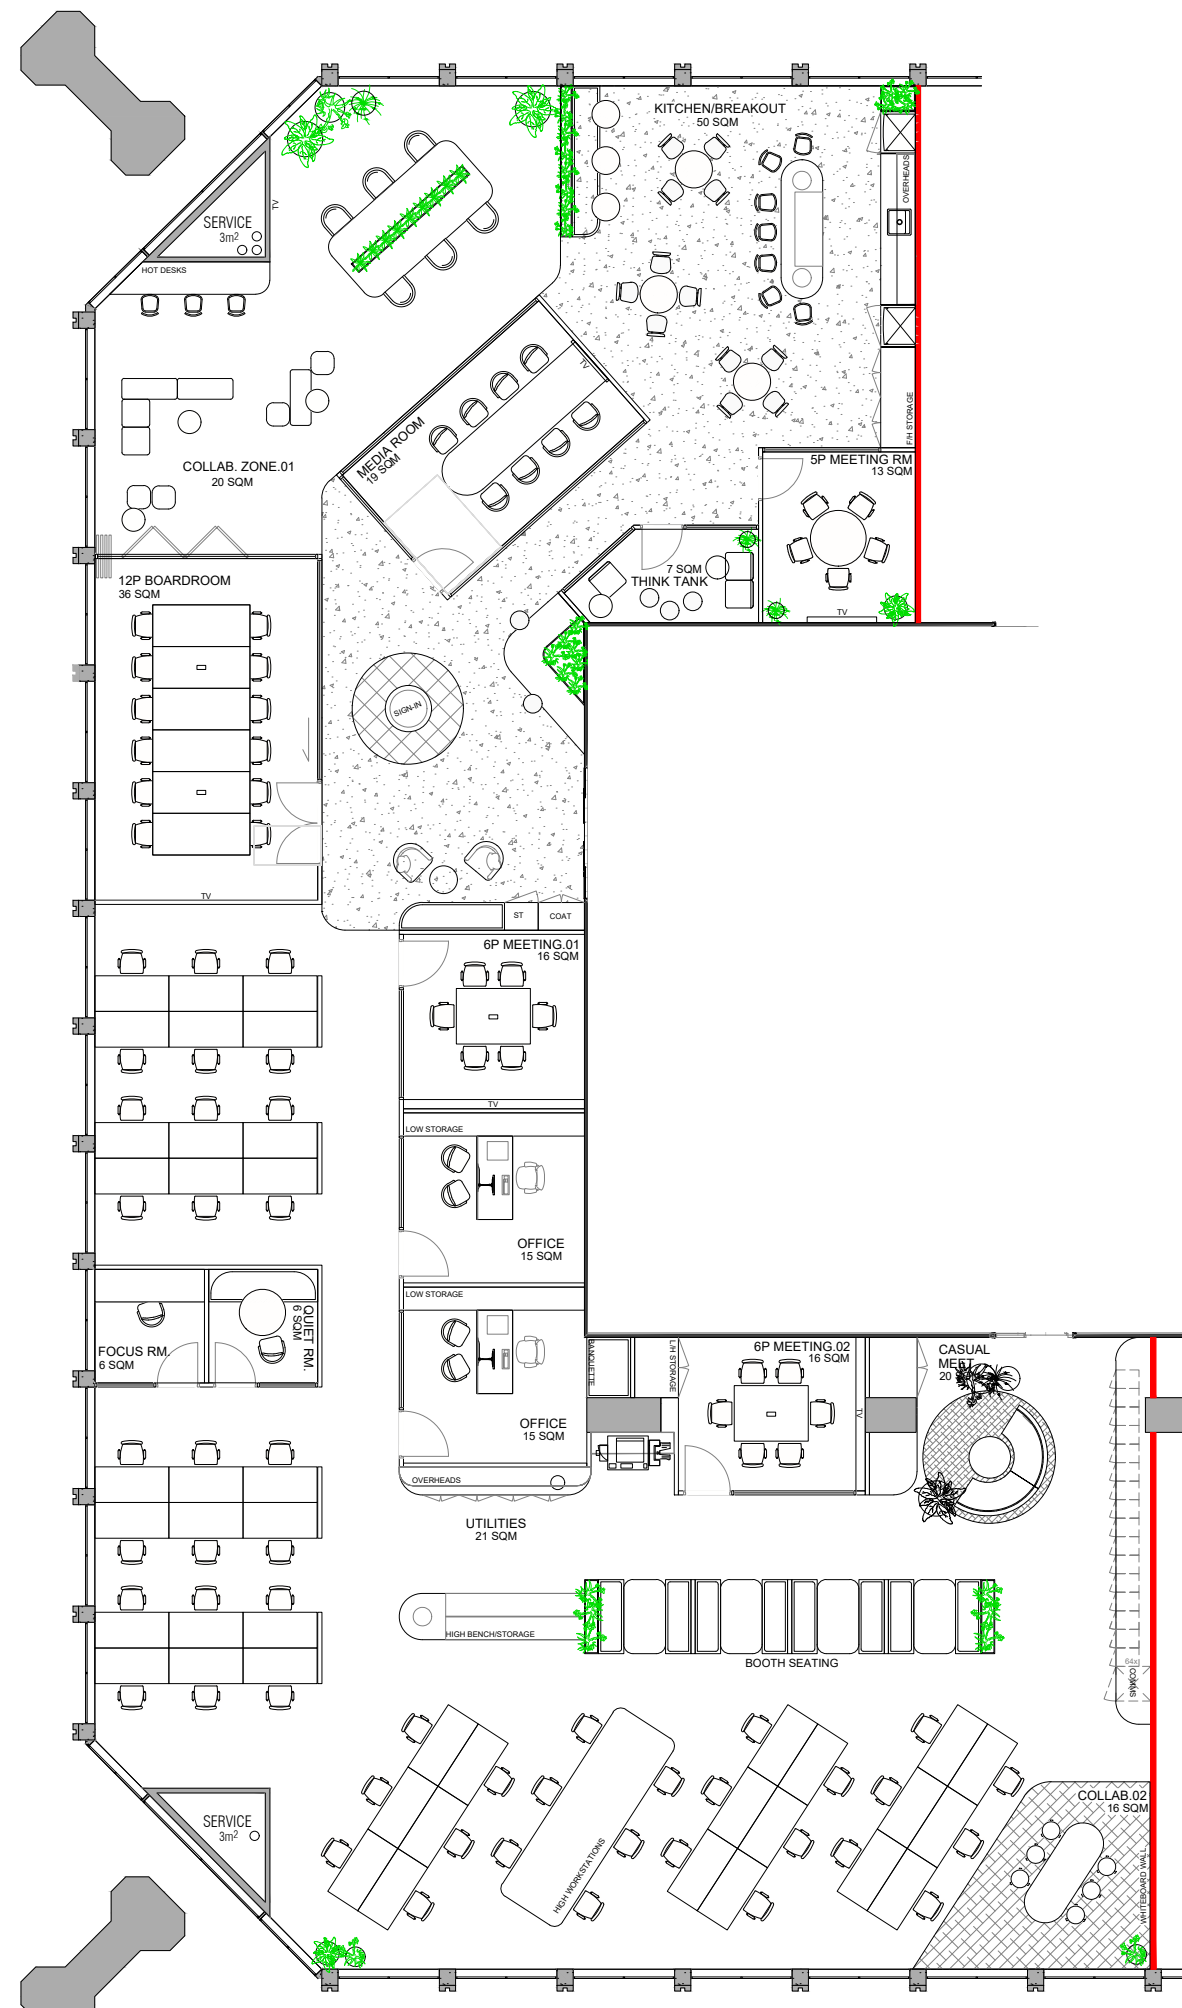 KITCHEN/BREAKOUT
50 SQM
OVERHEADS
SERVICE
3m²
TV
HOT DESKS
TV
MEDIA ROOM
19 SQM
F/H STORAGE
COLLAB. ZONE.01
20 SQM
5P MEETING RM
13 SQM
12P BOARDROOM
36 SQM
7 SQM
THINK TANK
TV
SIGN-IN
TV
ST
COAT
6P MEETING.01
16 SQM
TV
LOW STORAGE
OFFICE
15 SQM
LOW STORAGE
QUIET RM.
6 SQM
FOCUS RM.
6 SQM
BANQUETTE
L/H STORAGE
6P MEETING.02
16 SQM
TV
CASUAL
MEET
20
OFFICE
15 SQM
OVERHEADS
UTILITIES
21 SQM
HIGH BENCH/STORAGE
BOOTH SEATING
64x
COMMS
SERVICE
3m²
HIGH WORKSTATIONS
COLLAB.02
16 SQM
WHITEBOARD WALL